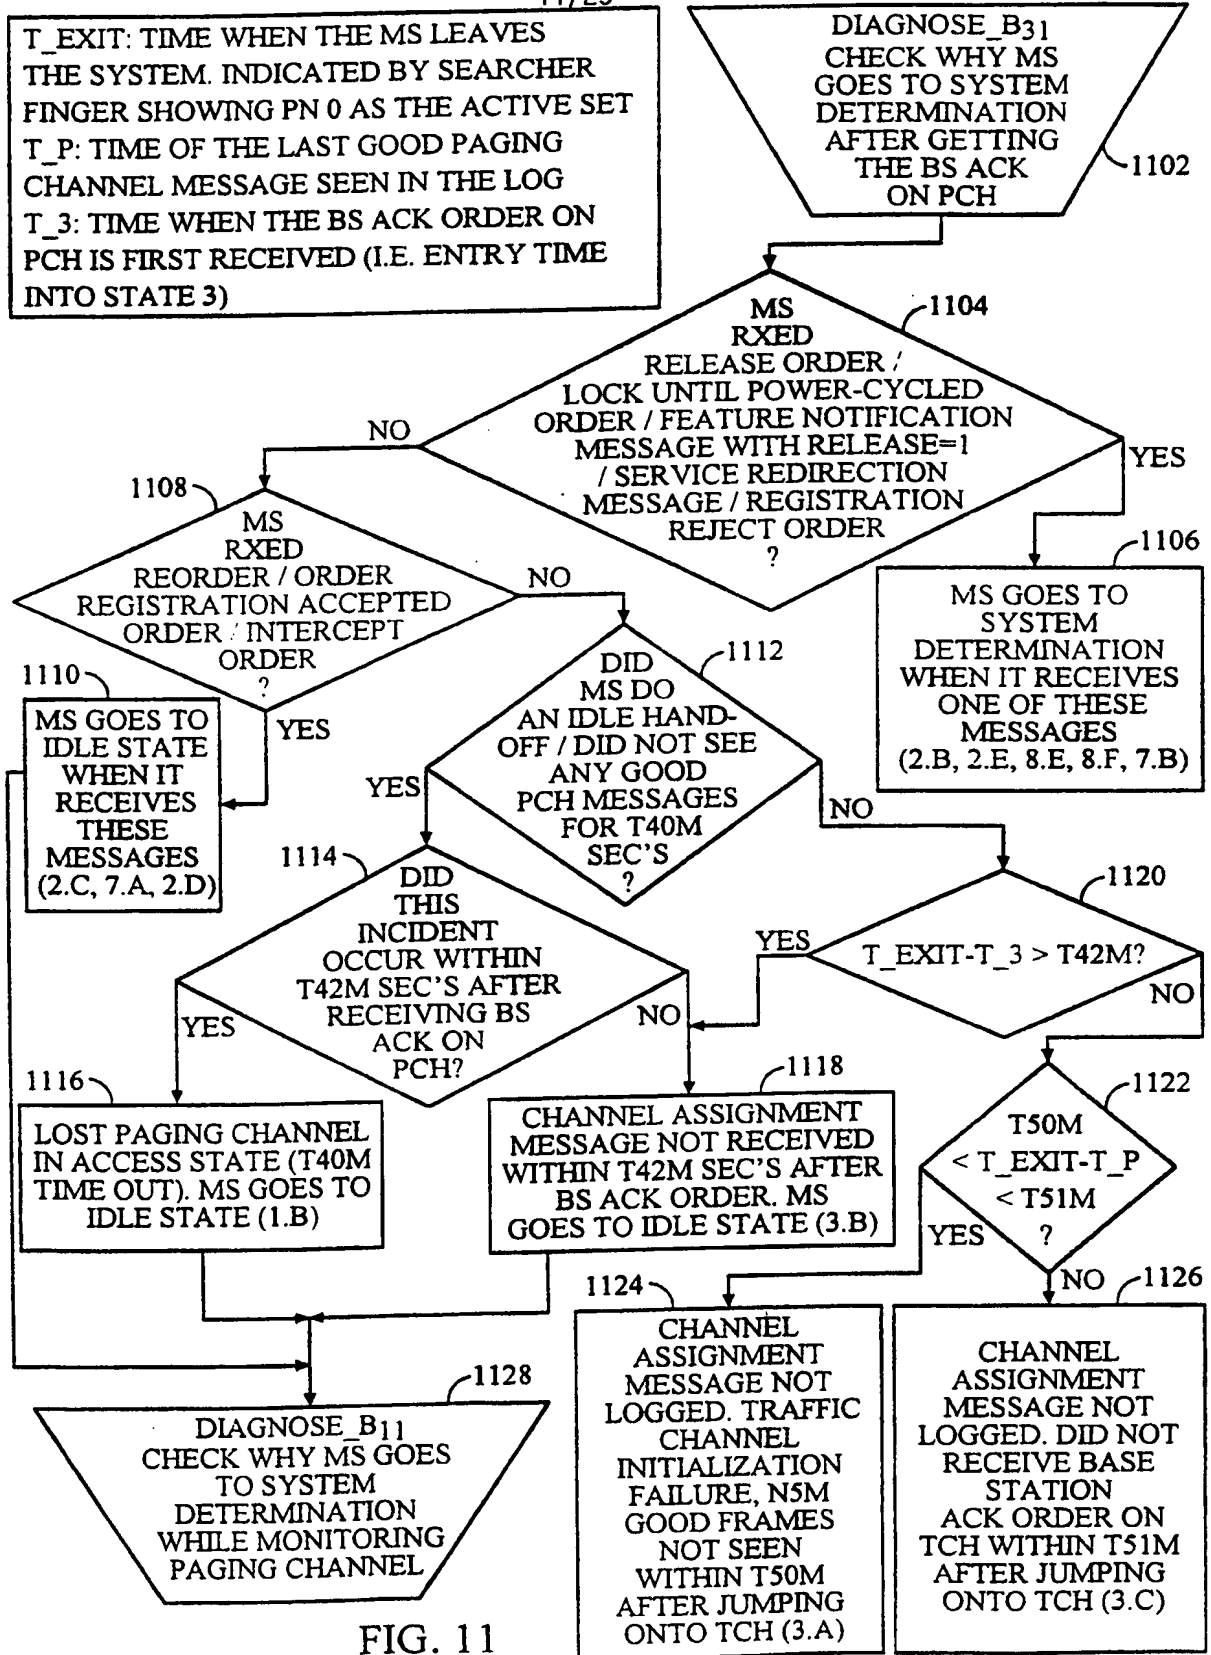 T_EXIT: TIME WHEN THE MS LEAVES
THE SYSTEM. INDICATED BY SEARCHER
FINGER SHOWING PN 0 AS THE ACTIVE SET
T_P: TIME OF THE LAST GOOD PAGING
CHANNEL MESSAGE SEEN IN THE LOG
T_3: TIME WHEN THE BS ACK ORDER ON
PCH IS FIRST RECEIVED (I.E. ENTRY TIME
INTO STATE 3)
DIAGNOSE_B31
CHECK WHY MS
GOES TO SYSTEM
DETERMINATION
AFTER GETTING
THE BS ACK
ON PCH
1102
MS
RXED
RELEASE ORDER /
LOCK UNTIL POWER-CYCLED
ORDER / FEATURE NOTIFICATION
MESSAGE WITH RELEASE=1
/ SERVICE REDIRECTION
MESSAGE / REGISTRATION
REJECT ORDER
?
1104
NO
YES
1108
MS
RXED
REORDER / ORDER
REGISTRATION ACCEPTED
ORDER / INTERCEPT
ORDER
?
NO
YES
1106
MS GOES TO
SYSTEM
DETERMINATION
WHEN IT RECEIVES
ONE OF THESE
MESSAGES
(2.B, 2.E, 8.E, 8.F, 7.B)
1110
MS GOES TO
IDLE STATE
WHEN IT
RECEIVES
THESE
MESSAGES
(2.C, 7.A, 2.D)
1112
DID
MS DO
AN IDLE HAND-
OFF / DID NOT SEE
ANY GOOD
PCH MESSAGES
FOR T40M
SEC'S
?
YES
NO
1114
DID
THIS
INCIDENT
OCCUR WITHIN
T42M SEC'S AFTER
RECEIVING BS
ACK ON
PCH?
YES
NO
1120
T_EXIT-T_3 > T42M?
YES
NO
1116
LOST PAGING CHANNEL
IN ACCESS STATE (T40M
TIME OUT). MS GOES TO
IDLE STATE (1.B)
1118
CHANNEL ASSIGNMENT
MESSAGE NOT RECEIVED
WITHIN T42M SEC'S AFTER
BS ACK ORDER. MS
GOES TO IDLE STATE (3.B)
1122
T50M
< T_EXIT-T_P
< T51M
?
YES
NO
1124
CHANNEL
ASSIGNMENT
MESSAGE NOT
LOGGED. TRAFFIC
CHANNEL
INITIALIZATION
FAILURE, N5M
GOOD FRAMES
NOT SEEN
WITHIN T50M
AFTER JUMPING
ONTO TCH (3.A)
1126
CHANNEL
ASSIGNMENT
MESSAGE NOT
LOGGED. DID NOT
RECEIVE BASE
STATION
ACK ORDER ON
TCH WITHIN T51M
AFTER JUMPING
ONTO TCH (3.C)
1128
DIAGNOSE_B11
CHECK WHY MS GOES
TO SYSTEM
DETERMINATION
WHILE MONITORING
PAGING CHANNEL
FIG. 11